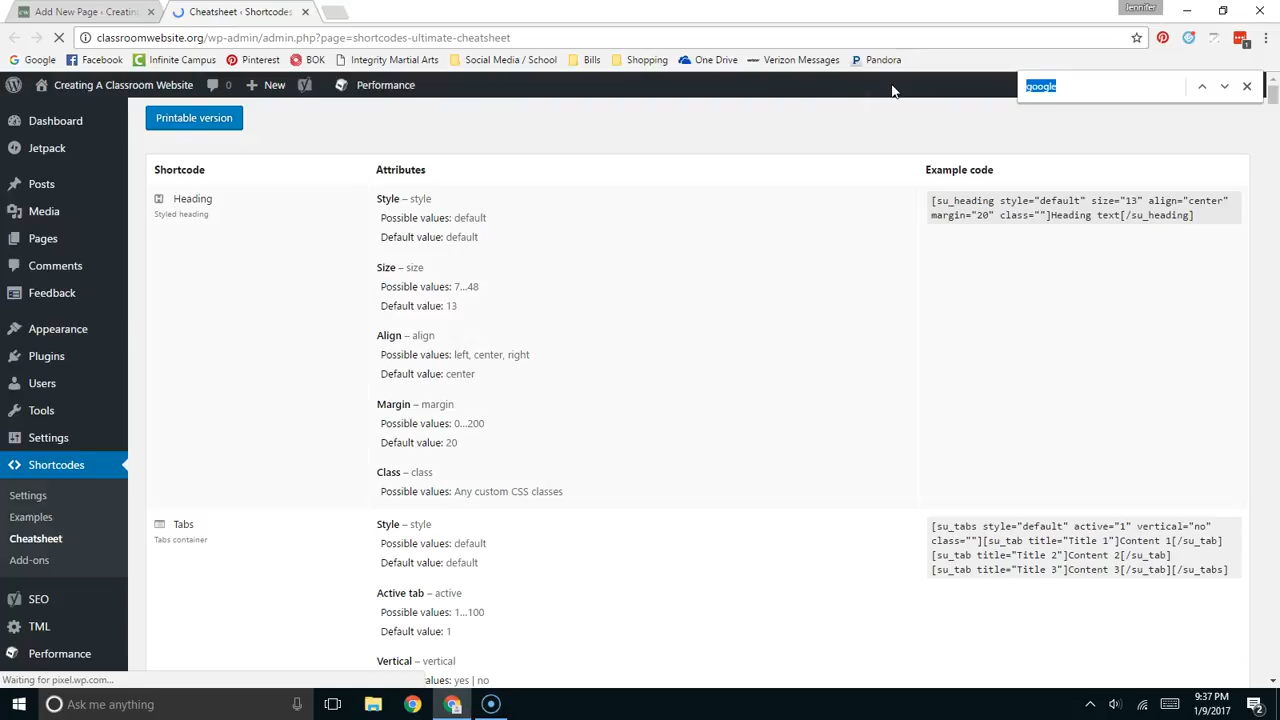 Add New Page ‹ Creatin
Cheatsheet ‹ Shortcodes
Jennifer
classroomwebsite.org/wp-admin/admin.php?page=shortcodes-ultimate-cheatsheet
1
Google
Facebook
Infinite Campus
Pinterest
BOK
Integrity Martial Arts
Social Media / School
Bills
Shopping
One Drive
Verizon Messages
Pandora
Creating A Classroom Website
0
New
Performance
google
Dashboard
Jetpack
Posts
Media
Pages
Comments
Feedback
Appearance
Plugins
Users
Tools
Settings
Shortcodes
Settings
Examples
Cheatsheet
Add-ons
SEO
TML
Performance
Printable version
Shortcode
Attributes
Example code
Heading
Styled heading
Style – style
Possible values: default
Default value: default
Size – size
Possible values: 7...48
Default value: 13
Align – align
Possible values: left, center, right
Default value: center
Margin – margin
Possible values: 0...200
Default value: 20
Class – class
Possible values: Any custom CSS classes
[su_heading style="default" size="13" align="center"
margin="20" class=""]Heading text[/su_heading]
Tabs
Tabs container
Style – style
Possible values: default
Default value: default
Active tab – active
Possible values: 1...100
Default value: 1
Vertical – vertical
values: yes | no
[su_tabs style="default" active="1" vertical="no"
class=""][su_tab title="Title 1"]Content 1[/su_tab]
[su_tab title="Title 2"]Content 2[/su_tab]
[su_tab title="Title 3"]Content 3[/su_tab][/su_tabs]
Waiting for pixel.wp.com...
Ask me anything
9:37 PM
1/9/2017
2